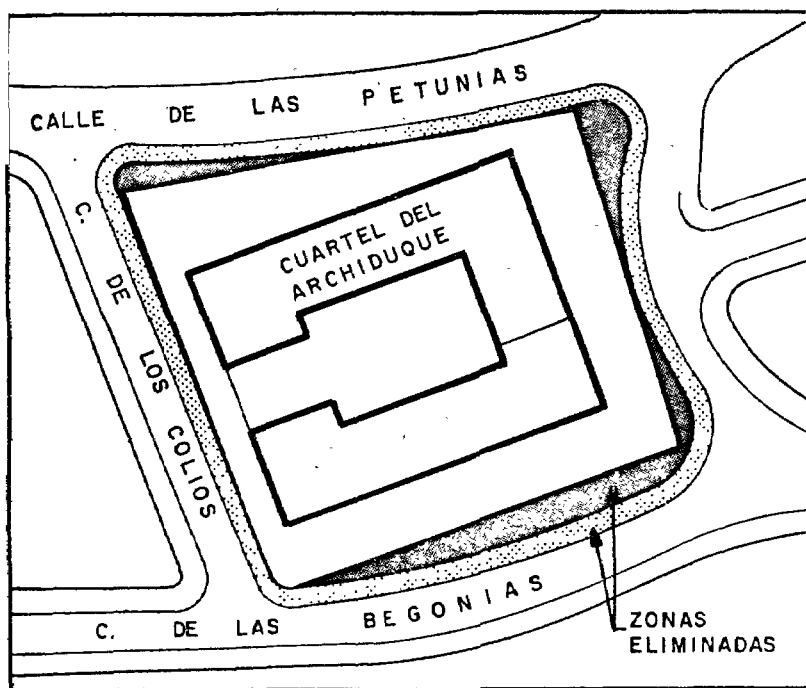 CALLE DE LAS PETUNIAS
C. DE LOS COLIOS
CUARTEL DEL
ARCHIDUQUE
C. DE LAS BEGONIAS
ZONAS
ELIMINADAS